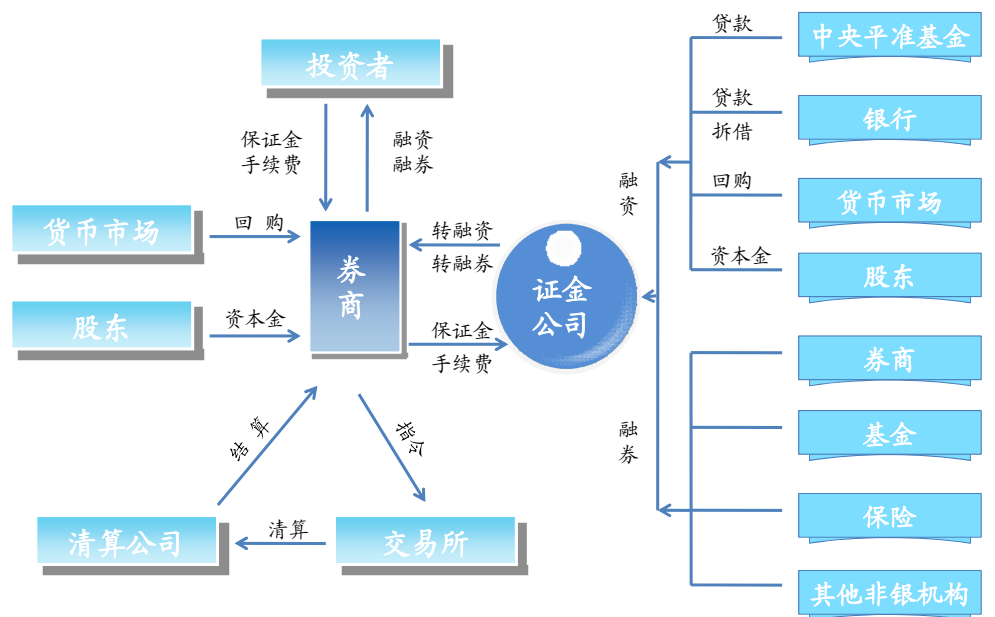 投资者
保证金
手续费
融资
融券
货币市场
回 购
股东
资本金
券
商
转融资
转融券
保证金
手续费
证金
公司
结 算
指令
清算公司
清算
交易所
融
资
融
券
贷款
中央平准基金
贷款
拆借
银行
回购
货币市场
资本金
股东
券商
基金
保险
其他非银机构